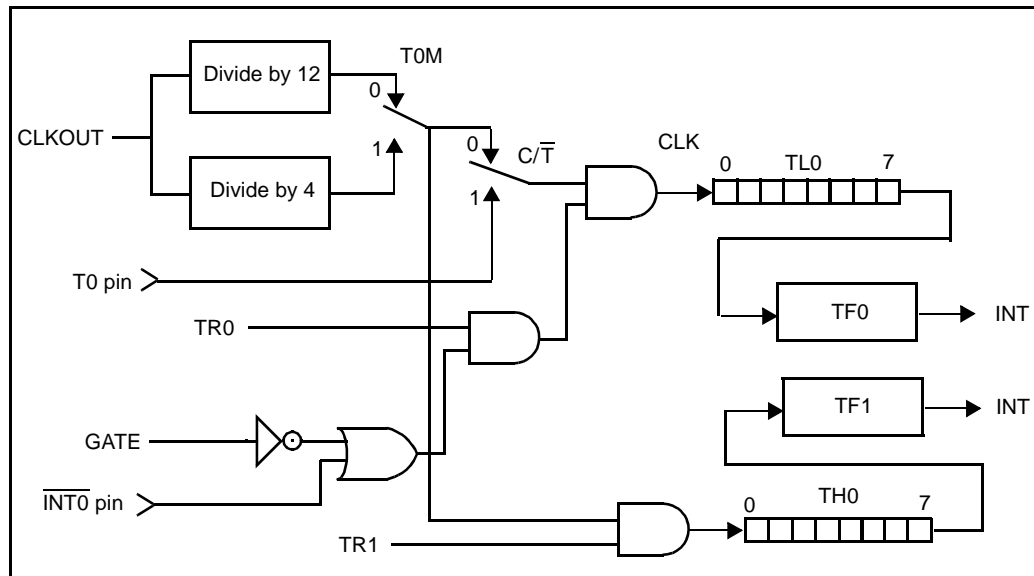 T0M
Divide by 12
0
CLKOUT
1
0
C/T̅
CLK
0 TL0 7
Divide by 4
1
T0 pin
TR0
TF0
INT
TF1
INT
GATE
I̅N̅T̅0̅ pin
0 TH0 7
TR1